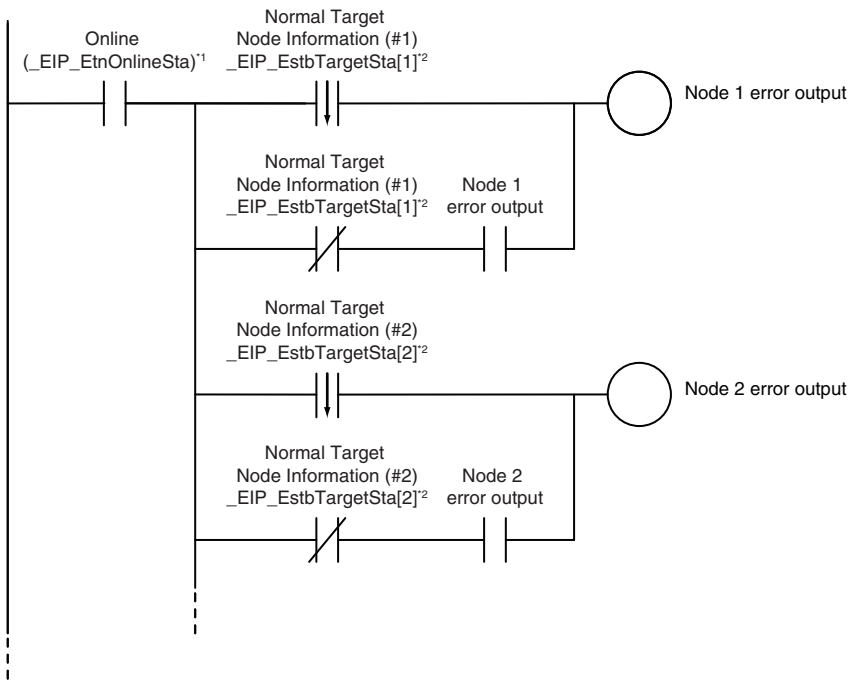 Online
(_EIP_EtnOnlineSta)*1
Normal Target
Node Information (#1)
_EIP_EstbTargetSta[1]*2
Node 1 error output
Normal Target
Node Information (#1)
_EIP_EstbTargetSta[1]*2
Node 1
error output
Normal Target
Node Information (#2)
_EIP_EstbTargetSta[2]*2
Node 2 error output
Normal Target
Node Information (#2)
_EIP_EstbTargetSta[2]*2
Node 2
error output